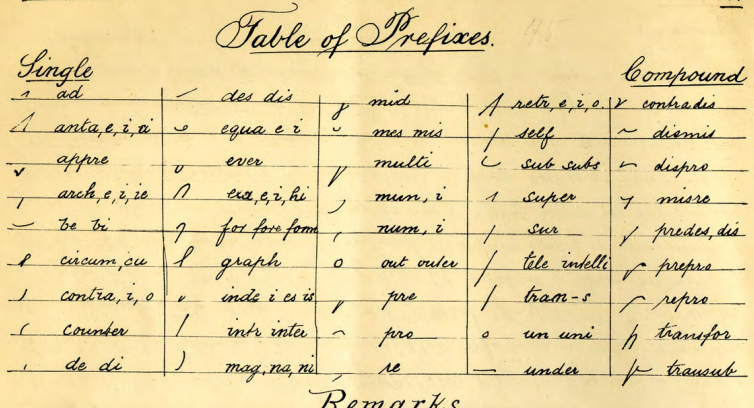 Table of Prefixes.
Single Compound
ad des dis mid retr,e,i,o. contradis
anta,e,i,ai equa e i mes mis self dismis
appre ever multi sub subs dispro
arch,e,i,ie exa,e,i,hi mun,i super misre
be bi for fore form num,i sur predes,dis
circum,cu graph out outer tele intelli prepro
contra,i,o inde i es is pre tran-s repro
counter intr inter pro un uni transfor
de di mag,na,ni re under transub
Remarks